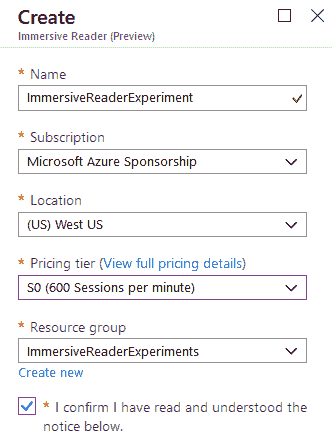 Create
Immersive Reader (Preview)
* Name
ImmersiveReaderExperiment
* Subscription
Microsoft Azure Sponsorship
* Location
(US) West US
* Pricing tier (View full pricing details)
S0 (600 Sessions per minute)
* Resource group
ImmersiveReaderExperiments
Create new
* I confirm I have read and understood the
notice below.